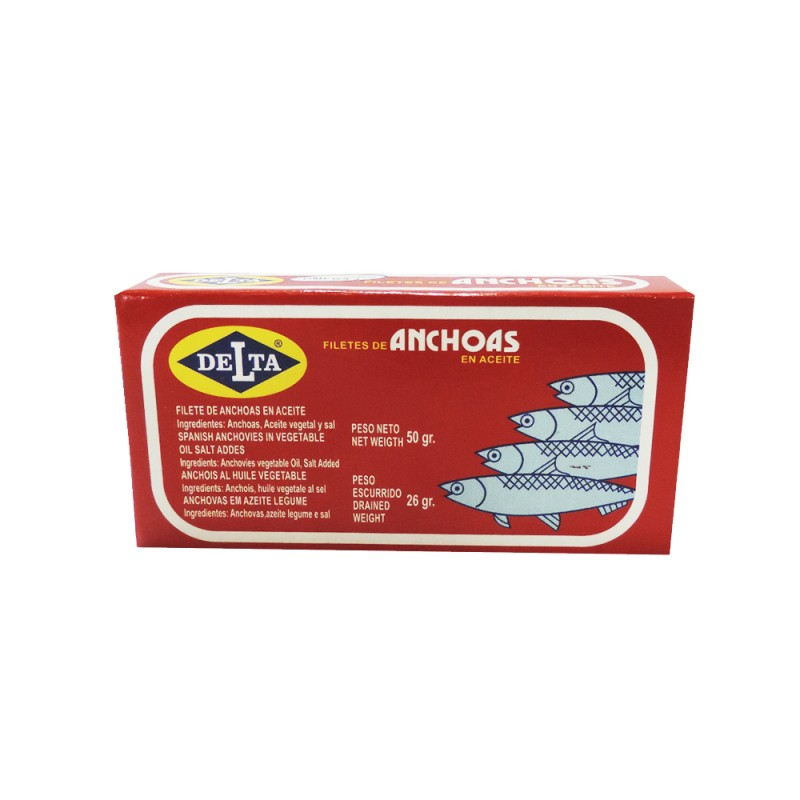 FILETES DE ANCHOAS
DELTA ®
FILETES DE ANCHOAS
EN ACEITE
FILETE DE ANCHOAS EN ACEITE
Ingredientes: Anchoas, Aceite vegetal y sal
SPANISH ANCHOVIES IN VEGETABLE
OIL SALT ADDES
Ingredients: Anchovies vegetable Oil, Salt Added
ANCHOIS AL HUILE VEGETABLE
Ingredients: Anchois, huile vegetale al sel
ANCHOVAS EM AZEITE LEGUME
Ingredientes: Anchovas,azeite legume e sal
PESO NETO
NET WEIGTH 50 gr.
PESO
ESCURRIDO
DRAINED 26 gr.
WEIGHT